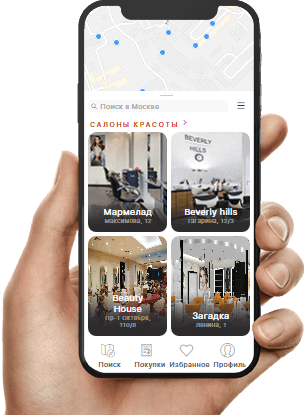 Поиск в Москве
САЛОНЫ КРАСОТЫ >
BEVERLY
HILLS
Мармелад
максимова, 12
Beverly hills
гагарина, 12/3
Beauty
House
пр-т Октября,
110/6
Загадка
ленина, 1
Поиск
Покупки
Избранное
Профиль